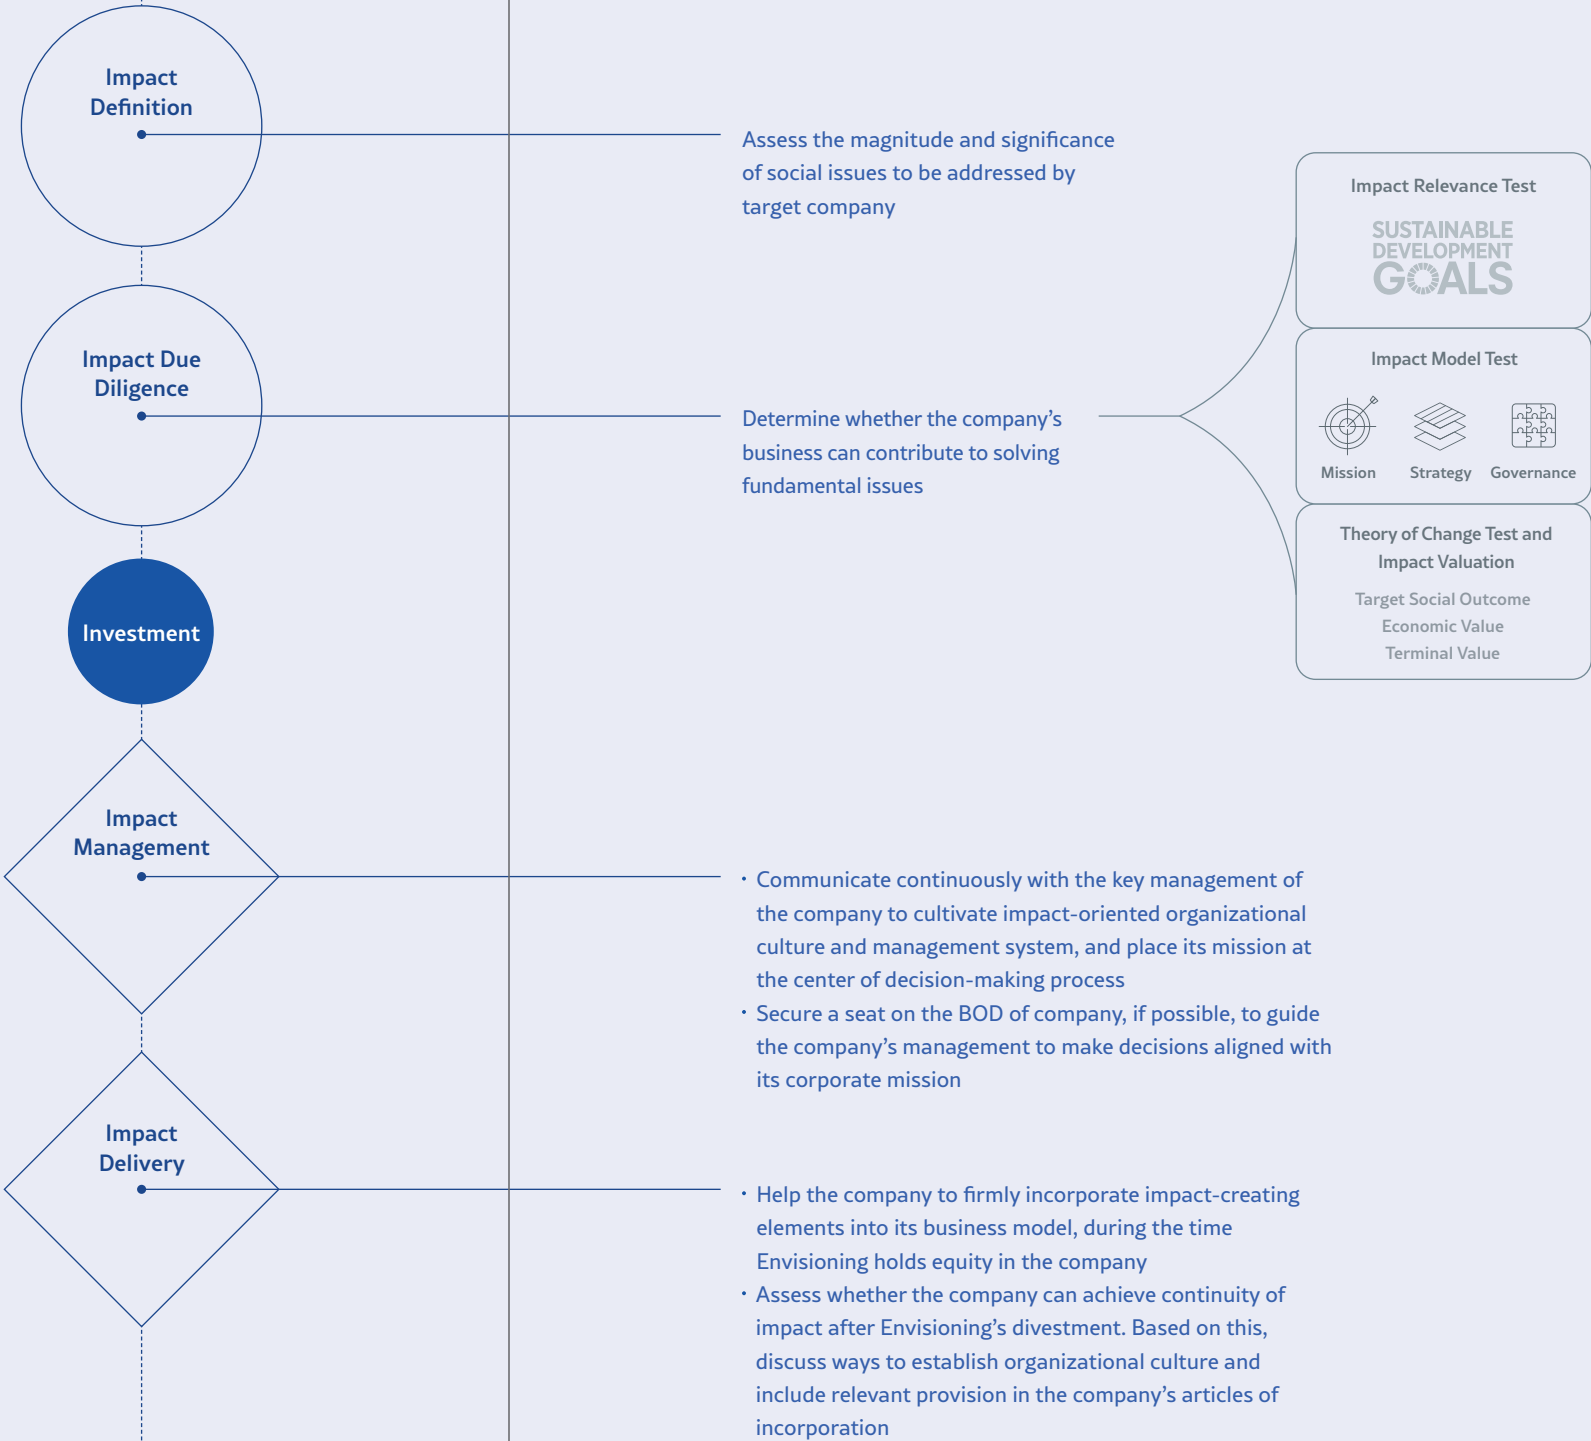 Impact
Definition
Assess the magnitude and significance
of social issues to be addressed by
target company
Impact Relevance Test
SUSTAINABLE
DEVELOPMENT
GOALS
Impact Due
Diligence
Determine whether the company’s
business can contribute to solving
fundamental issues
Impact Model Test
Mission Strategy Governance
Theory of Change Test and
Impact Valuation
Target Social Outcome
Economic Value
Terminal Value
Investment
Impact
Management
· Communicate continuously with the key management of
the company to cultivate impact-oriented organizational
culture and management system, and place its mission at
the center of decision-making process
· Secure a seat on the BOD of company, if possible, to guide
the company’s management to make decisions aligned with
its corporate mission
Impact
Delivery
· Help the company to firmly incorporate impact-creating
elements into its business model, during the time
Envisioning holds equity in the company
· Assess whether the company can achieve continuity of
impact after Envisioning’s divestment. Based on this,
discuss ways to establish organizational culture and
include relevant provision in the company’s articles of
incorporation